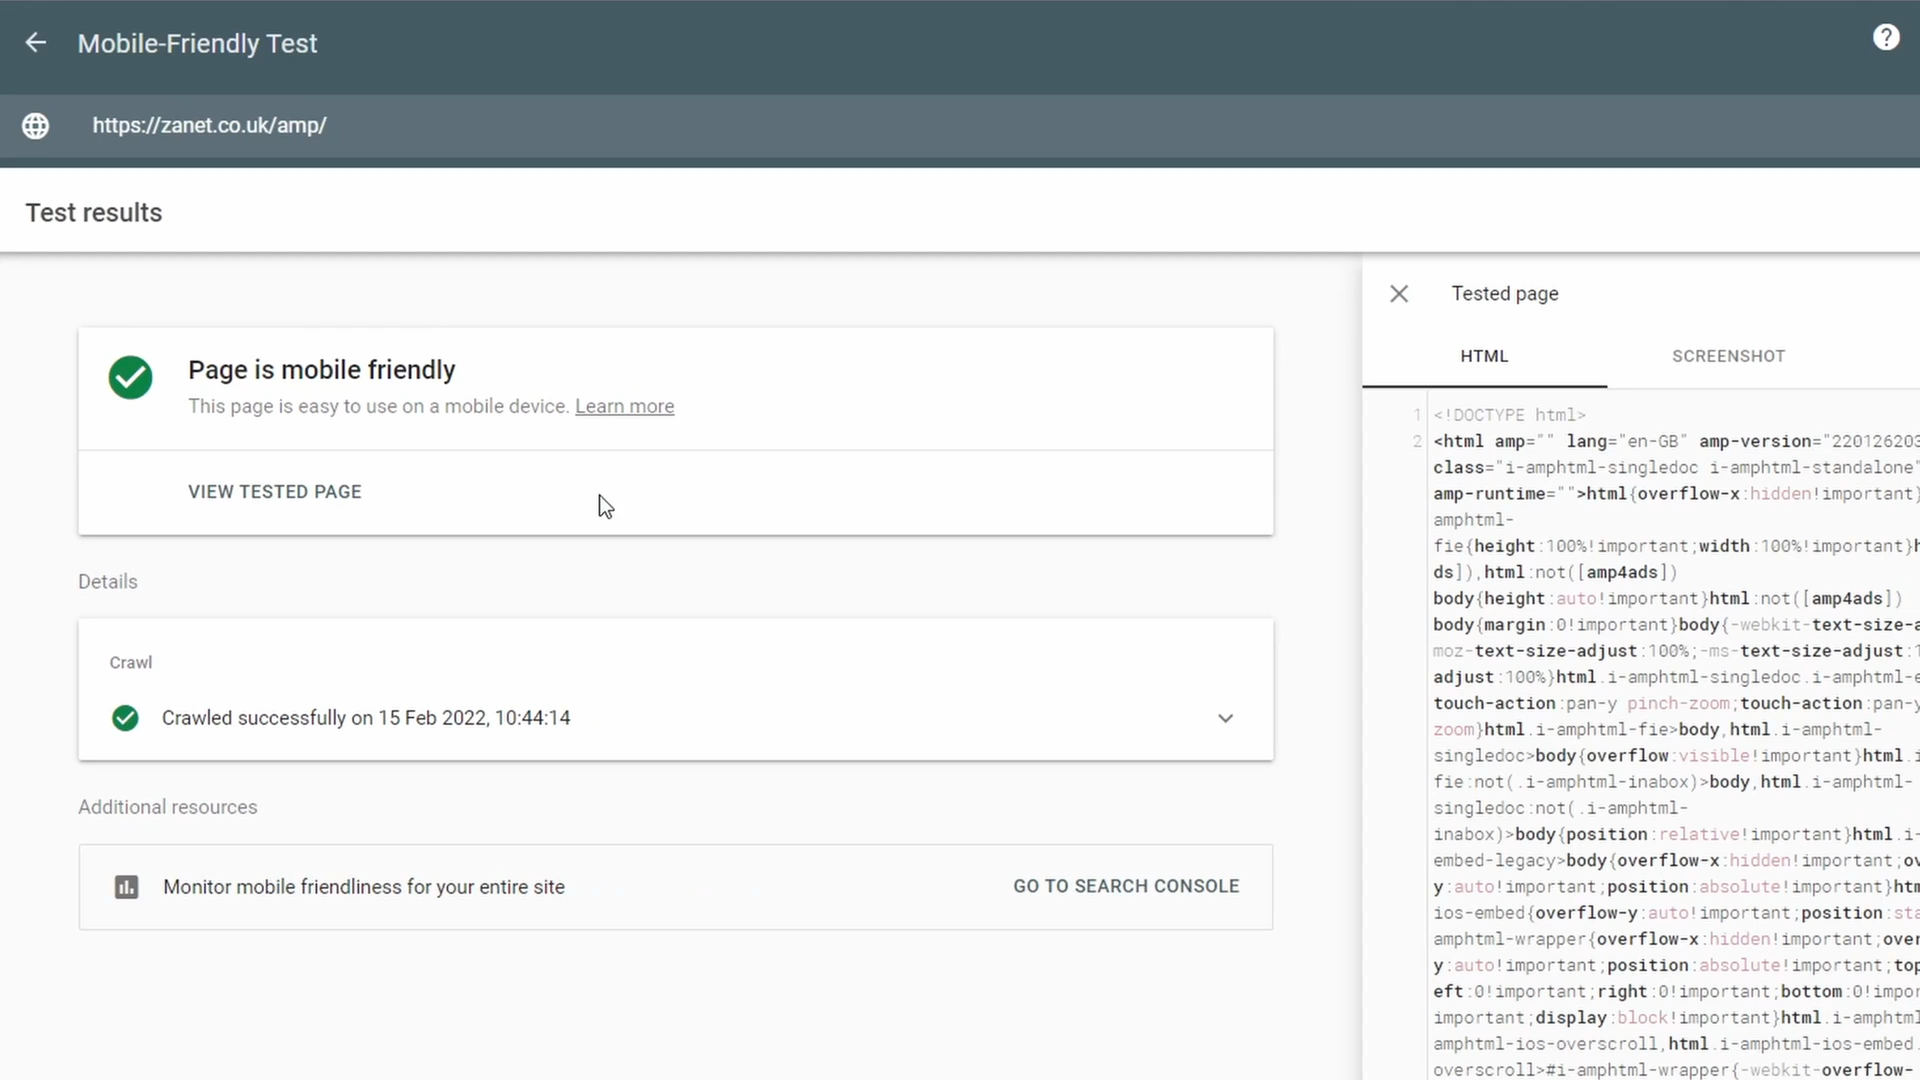 Mobile-Friendly Test
https://zanet.co.uk/amp/
Test results
Page is mobile friendly
This page is easy to use on a mobile device. Learn more
VIEW TESTED PAGE
Details
Crawl
Crawled successfully on 15 Feb 2022, 10:44:14
Additional resources
Monitor mobile friendliness for your entire site
GO TO SEARCH CONSOLE
Tested page
HTML
SCREENSHOT
1 <!DOCTYPE html>
2 <html amp="" lang="en-GB" amp-version="220126203
class="i-amphtml-singledoc i-amphtml-standalone"
amp-runtime="">html{overflow-x:hidden!important}
amphtml-
fie{height:100%!important;width:100%!important}h
ds]),html:not([amp4ads])
body{height:auto!important}html:not([amp4ads])
body{margin:0!important}body{-webkit-text-size-a
moz-text-size-adjust:100%;-ms-text-size-adjust:1
adjust:100%}html.i-amphtml-singledoc.i-amphtml-e
touch-action:pan-y pinch-zoom;touch-action:pan-y
zoom}html.i-amphtml-fie>body,html.i-amphtml-
singledoc>body{overflow:visible!important}html.i
fie:not(.i-amphtml-inabox)>body,html.i-amphtml-
singledoc:not(.i-amphtml-
inabox)>body{position:relative!important}html.i-
embed-legacy>body{overflow-x:hidden!important;ov
y:auto!important;position:absolute!important}htm
ios-embed{overflow-y:auto!important;position:sta
amphtml-wrapper{overflow-x:hidden!important;over
y:auto!important;position:absolute!important;top
eft:0!important;right:0!important;bottom:0!impor
important;display:block!important}html.i-amphtml
amphtml-ios-overscroll,html.i-amphtml-ios-embed.
overscroll>#i-amphtml-wrapper{-webkit-overflow-